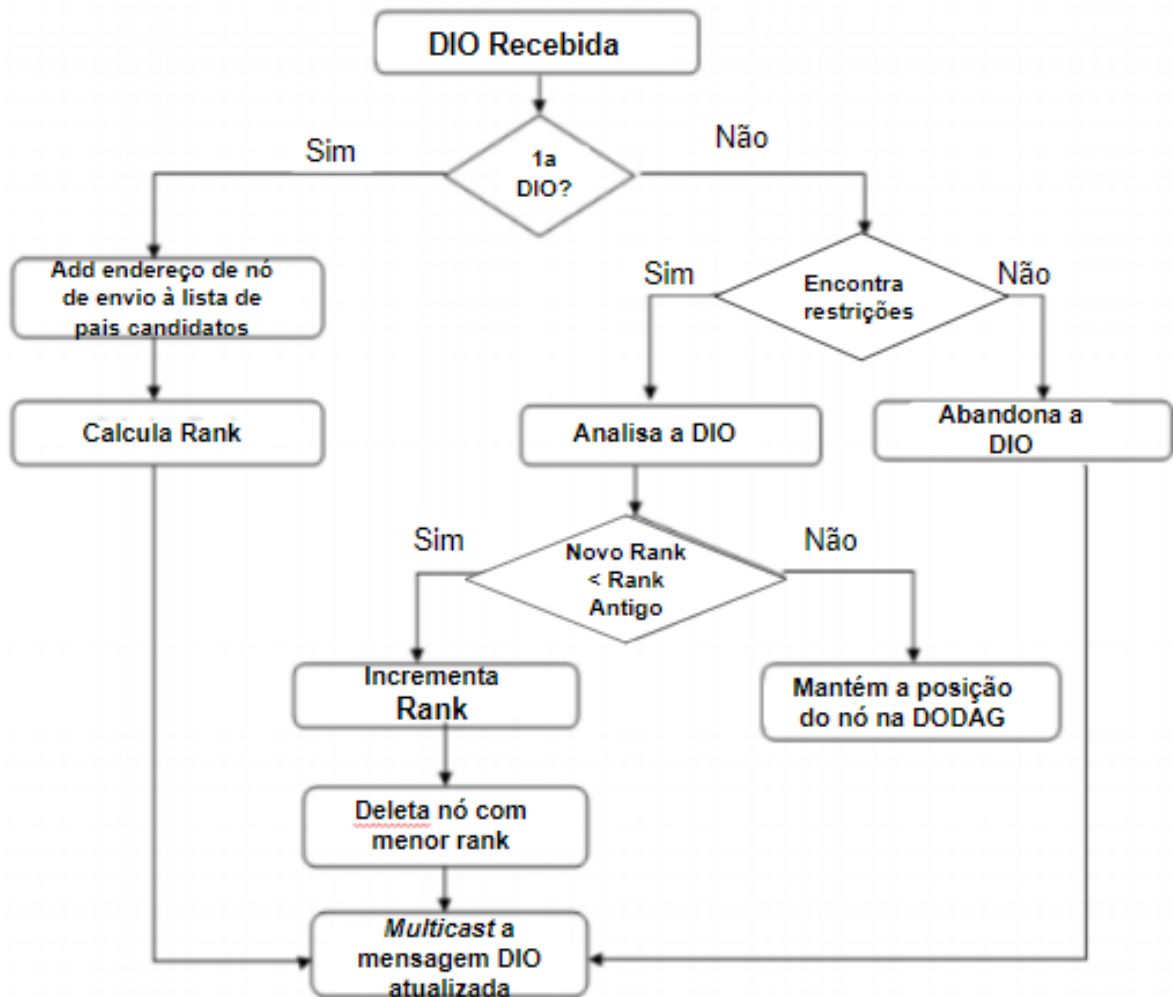 DIO Recebida
1a
DIO?
Sim
Não
Add endereço de nó
de envio à lista de
pais candidatos
Sim
Encontra
restrições
Não
Calcula Rank
Analisa a DIO
Abandona a
DIO
Sim
Novo Rank
< Rank
Antigo
Não
Incrementa
Rank
Mantém a posição
do nó na DODAG
Deleta nó com
menor rank
Multicast a
mensagem DIO
atualizada